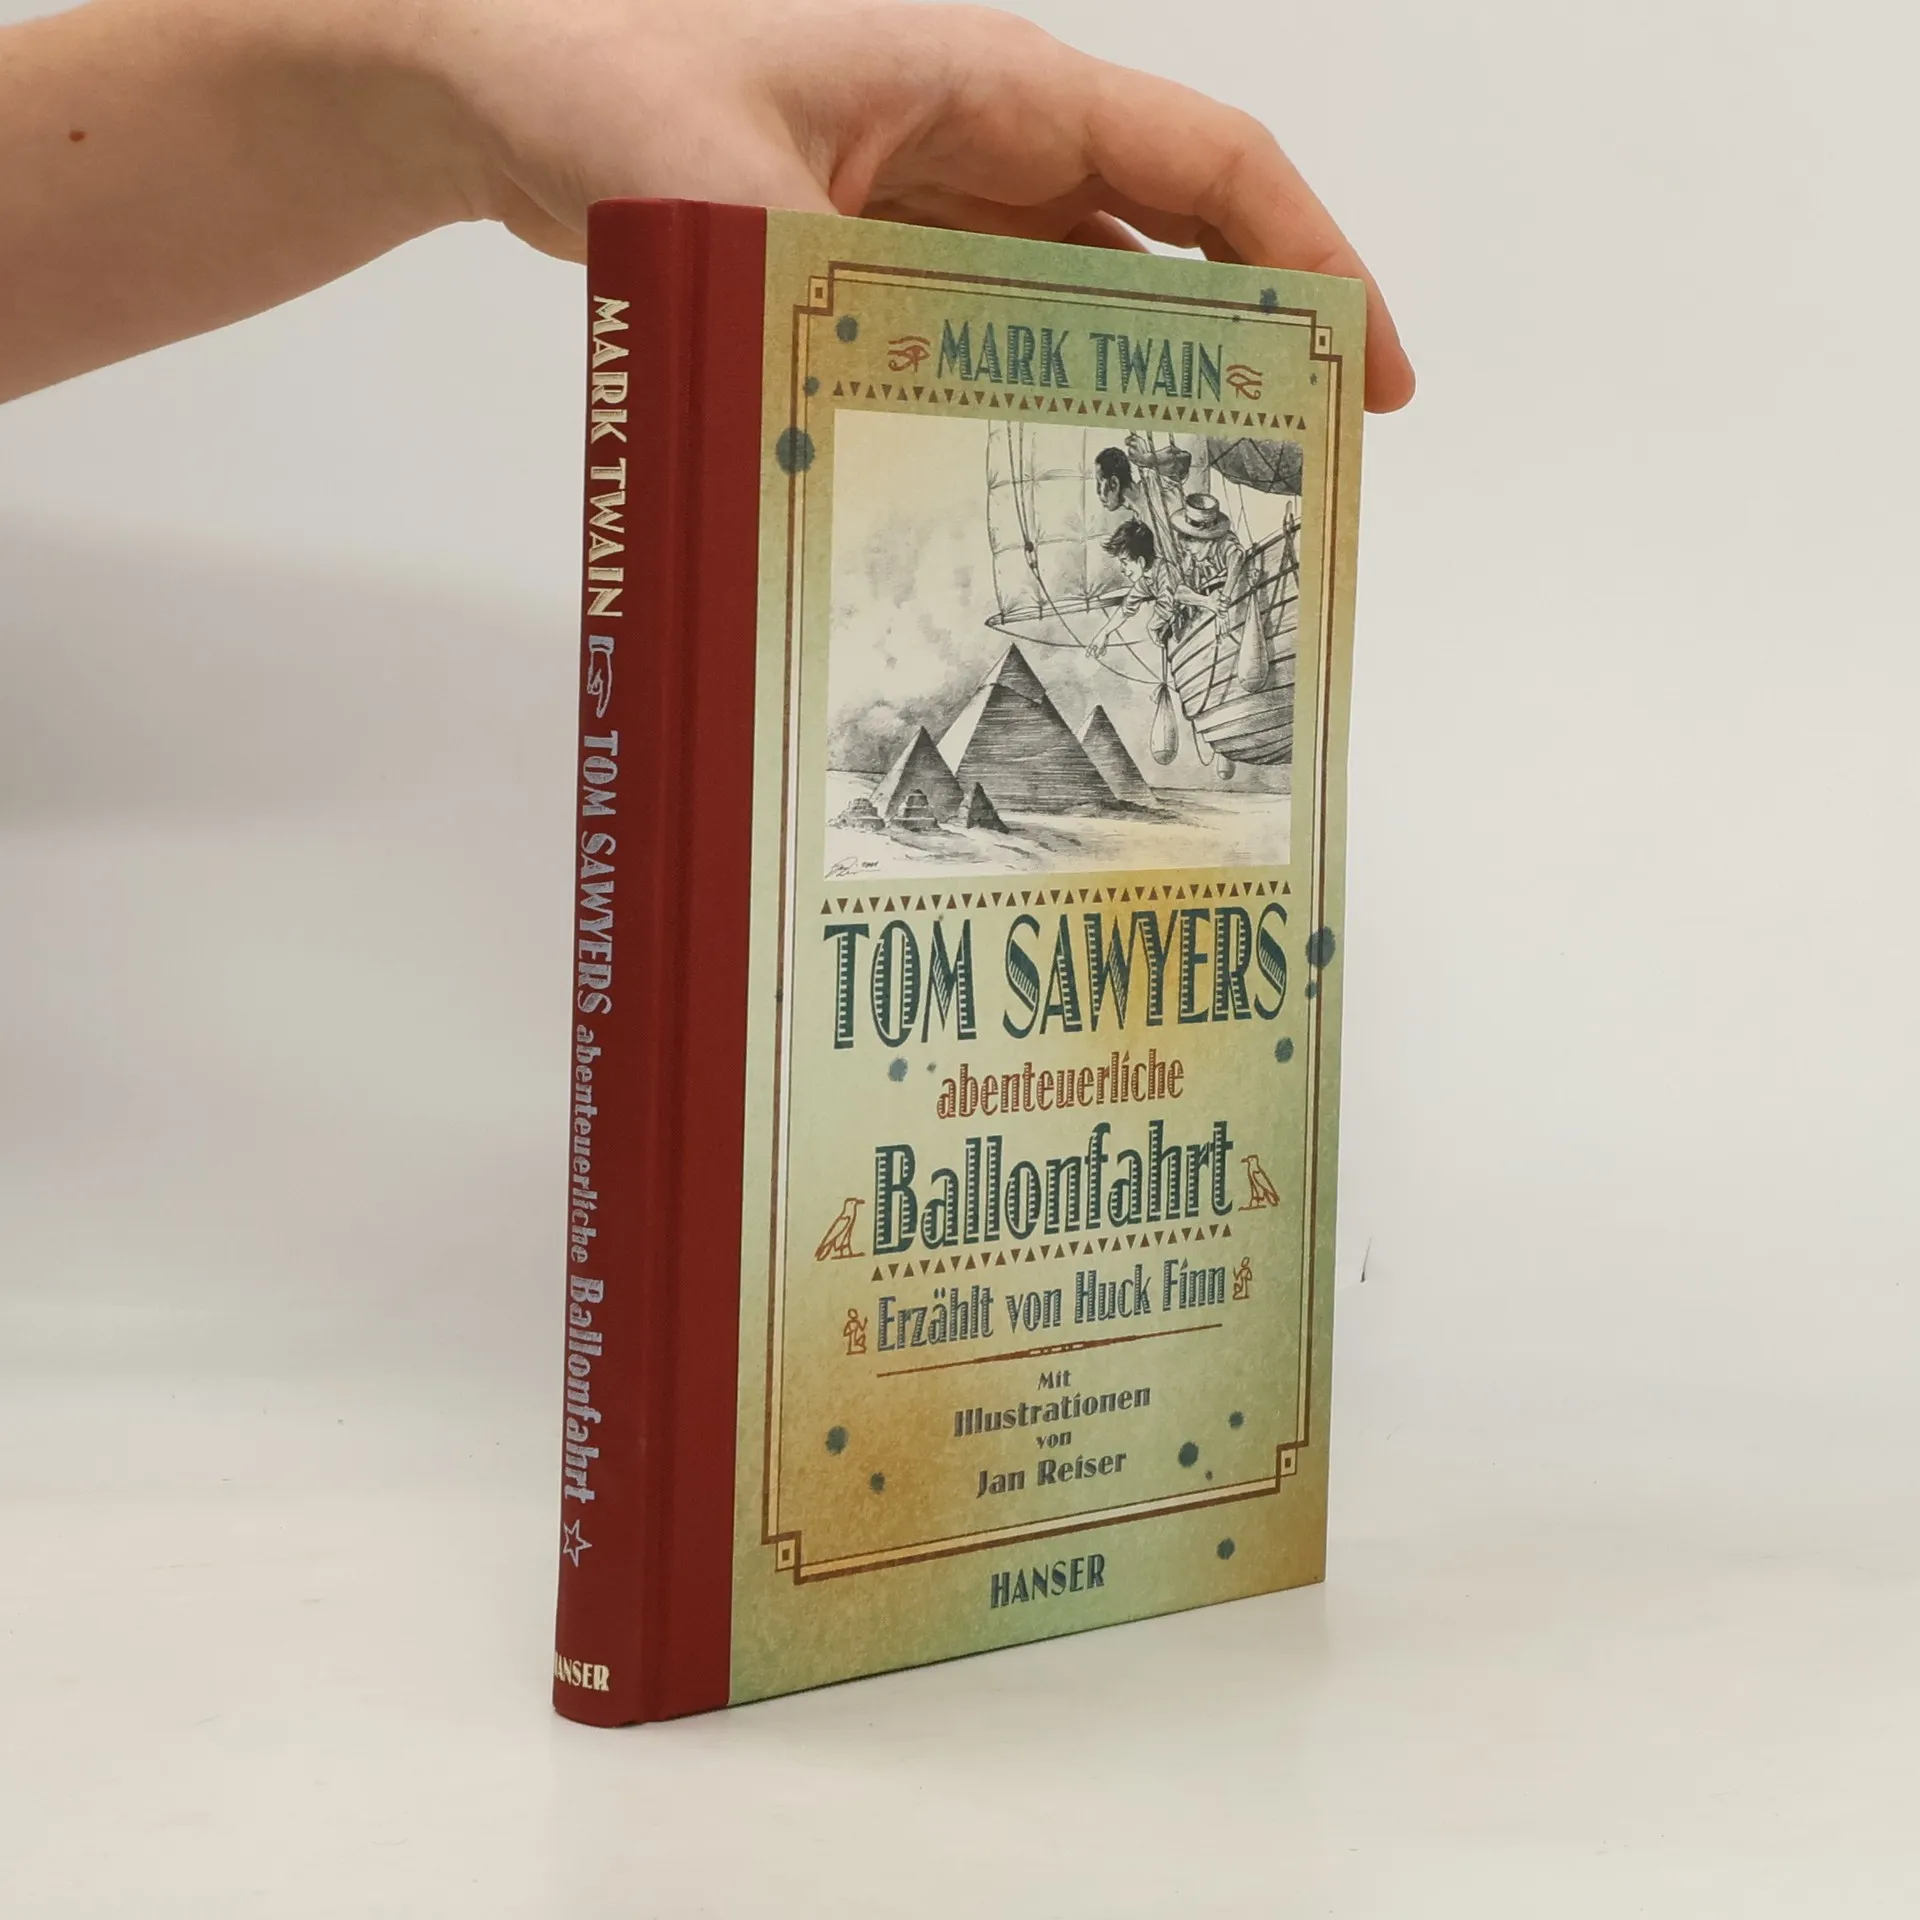 MARK TWAIN TOM SAWYERS abenteuerliche Ballonfahrt
HANSER
MARK TWAIN
TOM SAWYERS
abenteuerliche
Ballonfahrt
Erzählt von Huck Finn
Mit
Illustrationen
von
Jan Reiser
HANSER